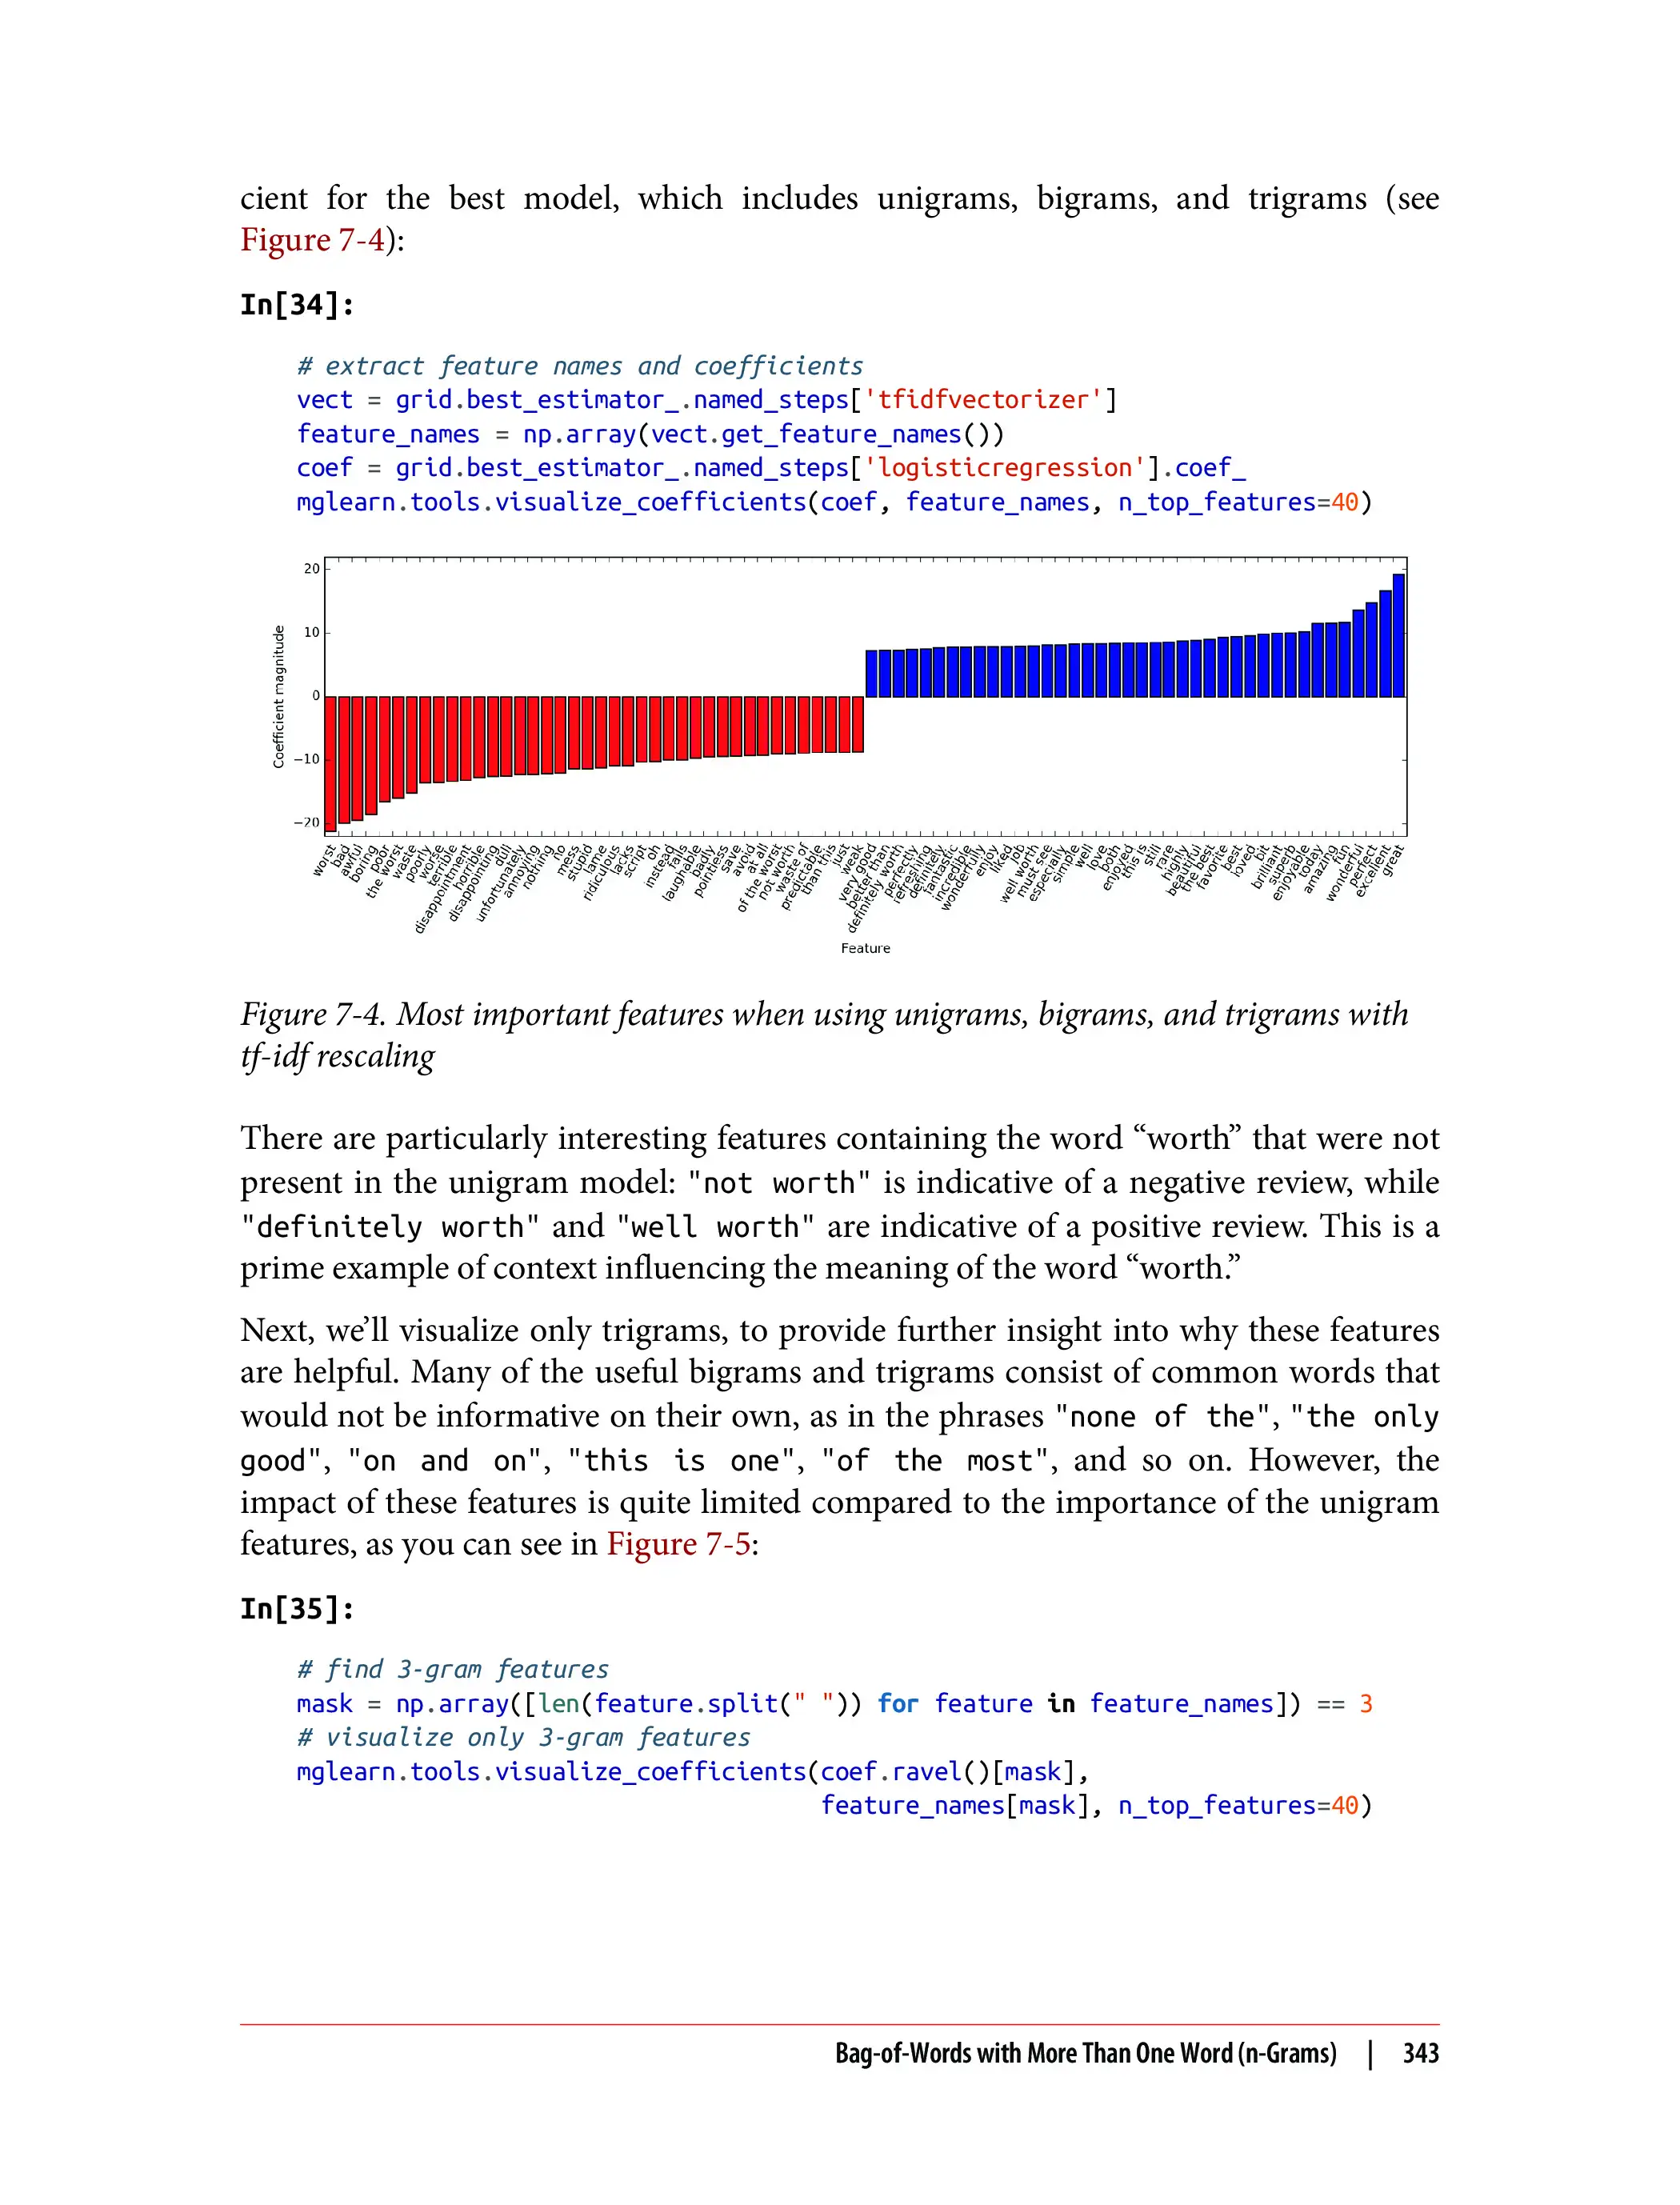 cient for the best model, which includes unigrams, bigrams, and trigrams (see
Figure 7-4):
In[34]:
# extract feature names and coefficients
vect = grid.best_estimator_.named_steps['tfidfvectorizer']
feature_names = np.array(vect.get_feature_names())
coef = grid.best_estimator_.named_steps['logisticregression'].coef_
mglearn.tools.visualize_coefficients(coef, feature_names, n_top_features=40)
20
10
0
−10
−20
Coefficient magnitude
worst
bad
awful
boring
poor
the worst
waste
poorly
worse
terrible
disappointment
horrible
disappointing
dull
unfortunately
annoying
nothing
no
mess
stupid
lame
ridiculous
lacks
script
oh
instead
fails
laughable
badly
pointless
save
avoid
at all
of the worst
not worth
waste of
predictable
than this
just
weak
very good
better than
definitely worth
perfectly
refreshing
definitely
fantastic
incredible
wonderfully
enjoy
liked
job
well worth
must see
especially
simple
well
love
both
enjoyed
this is
still
rare
highly
beautiful
the best
favorite
best
loved
bit
brilliant
superb
enjoyable
today
amazing
fun
wonderful
perfect
excellent
great
Feature
Figure 7-4. Most important features when using unigrams, bigrams, and trigrams with
tf-idf rescaling
There are particularly interesting features containing the word “worth” that were not
present in the unigram model: "not worth" is indicative of a negative review, while
"definitely worth" and "well worth" are indicative of a positive review. This is a
prime example of context influencing the meaning of the word “worth.”
Next, we’ll visualize only trigrams, to provide further insight into why these features
are helpful. Many of the useful bigrams and trigrams consist of common words that
would not be informative on their own, as in the phrases "none of the", "the only
good", "on and on", "this is one", "of the most", and so on. However, the
impact of these features is quite limited compared to the importance of the unigram
features, as you can see in Figure 7-5:
In[35]:
# find 3-gram features
mask = np.array([len(feature.split(" ")) for feature in feature_names]) == 3
# visualize only 3-gram features
mglearn.tools.visualize_coefficients(coef.ravel()[mask],
feature_names[mask], n_top_features=40)
Bag-of-Words with More Than One Word (n-Grams) | 343